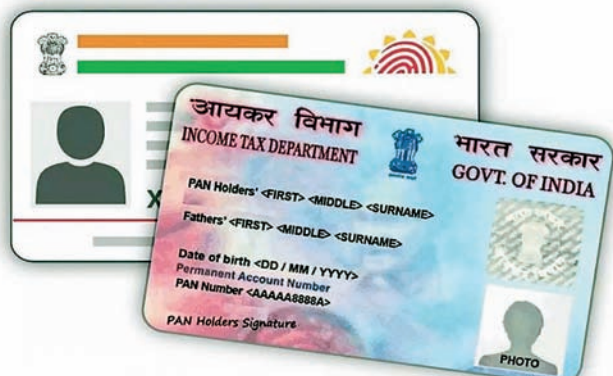 आयकर विभाग
INCOME TAX DEPARTMENT
भारत सरकार
GOVT. OF INDIA
PAN Holders' <FIRST> <MIDDLE> <SURNAME>
Fathers' <FIRST> <MIDDLE> <SURNAME>
Date of birth <DD / MM / YYYY>
Permanent Account Number
PAN Number <AAAAA8888A>
PAN Holders Signature
PHOTO
X